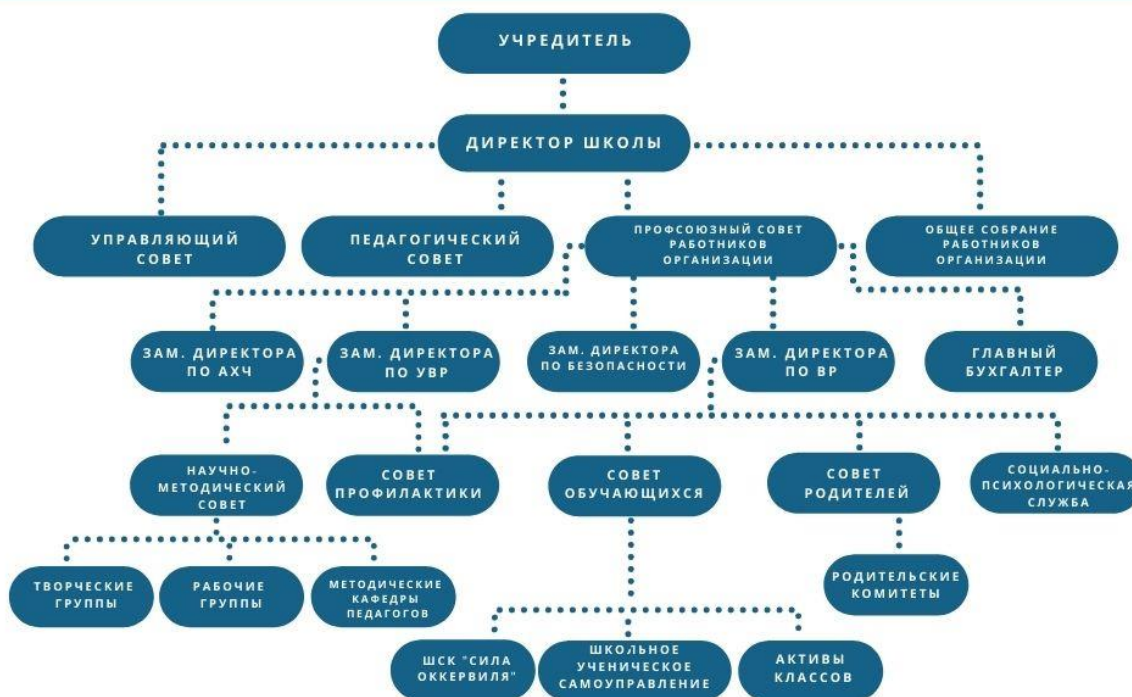 УЧРЕДИТЕЛЬ
ДИРЕКТОР ШКОЛЫ
УПРАВЛЯЮЩИЙ
СОВЕТ
ПЕДАГОГИЧЕСКИЙ
СОВЕТ
ПРОФСОЮЗНЫЙ СОВЕТ
РАБОТНИКОВ
ОРГАНИЗАЦИИ
ОБЩЕЕ СОБРАНИЕ
РАБОТНИКОВ
ОРГАНИЗАЦИИ
ЗАМ. ДИРЕКТОРА
ПО АХЧ
ЗАМ. ДИРЕКТОРА
ПО УВР
ЗАМ. ДИРЕКТОРА
ПО БЕЗОПАСНОСТИ
ЗАМ. ДИРЕКТОРА
ПО ВР
ГЛАВНЫЙ
БУХГАЛТЕР
НАУЧНО-
МЕТОДИЧЕСКИЙ
СОВЕТ
СОВЕТ
ПРОФИЛАКТИКИ
СОВЕТ
ОБУЧАЮЩИХСЯ
СОВЕТ
РОДИТЕЛЕЙ
СОЦИАЛЬНО-
ПСИХОЛОГИЧЕСКАЯ
СЛУЖБА
ТВОРЧЕСКИЕ
ГРУППЫ
РАБОЧИЕ
ГРУППЫ
МЕТОДИЧЕСКИЕ
КАФЕДРЫ
ПЕДАГОГОВ
РОДИТЕЛЬСКИЕ
КОМИТЕТЫ
ШСК "СИЛА
ОККЕРВИЛЯ"
ШКОЛЬНОЕ
УЧЕНИЧЕСКОЕ
САМОУПРАВЛЕНИЕ
АКТИВЫ
КЛАССОВ